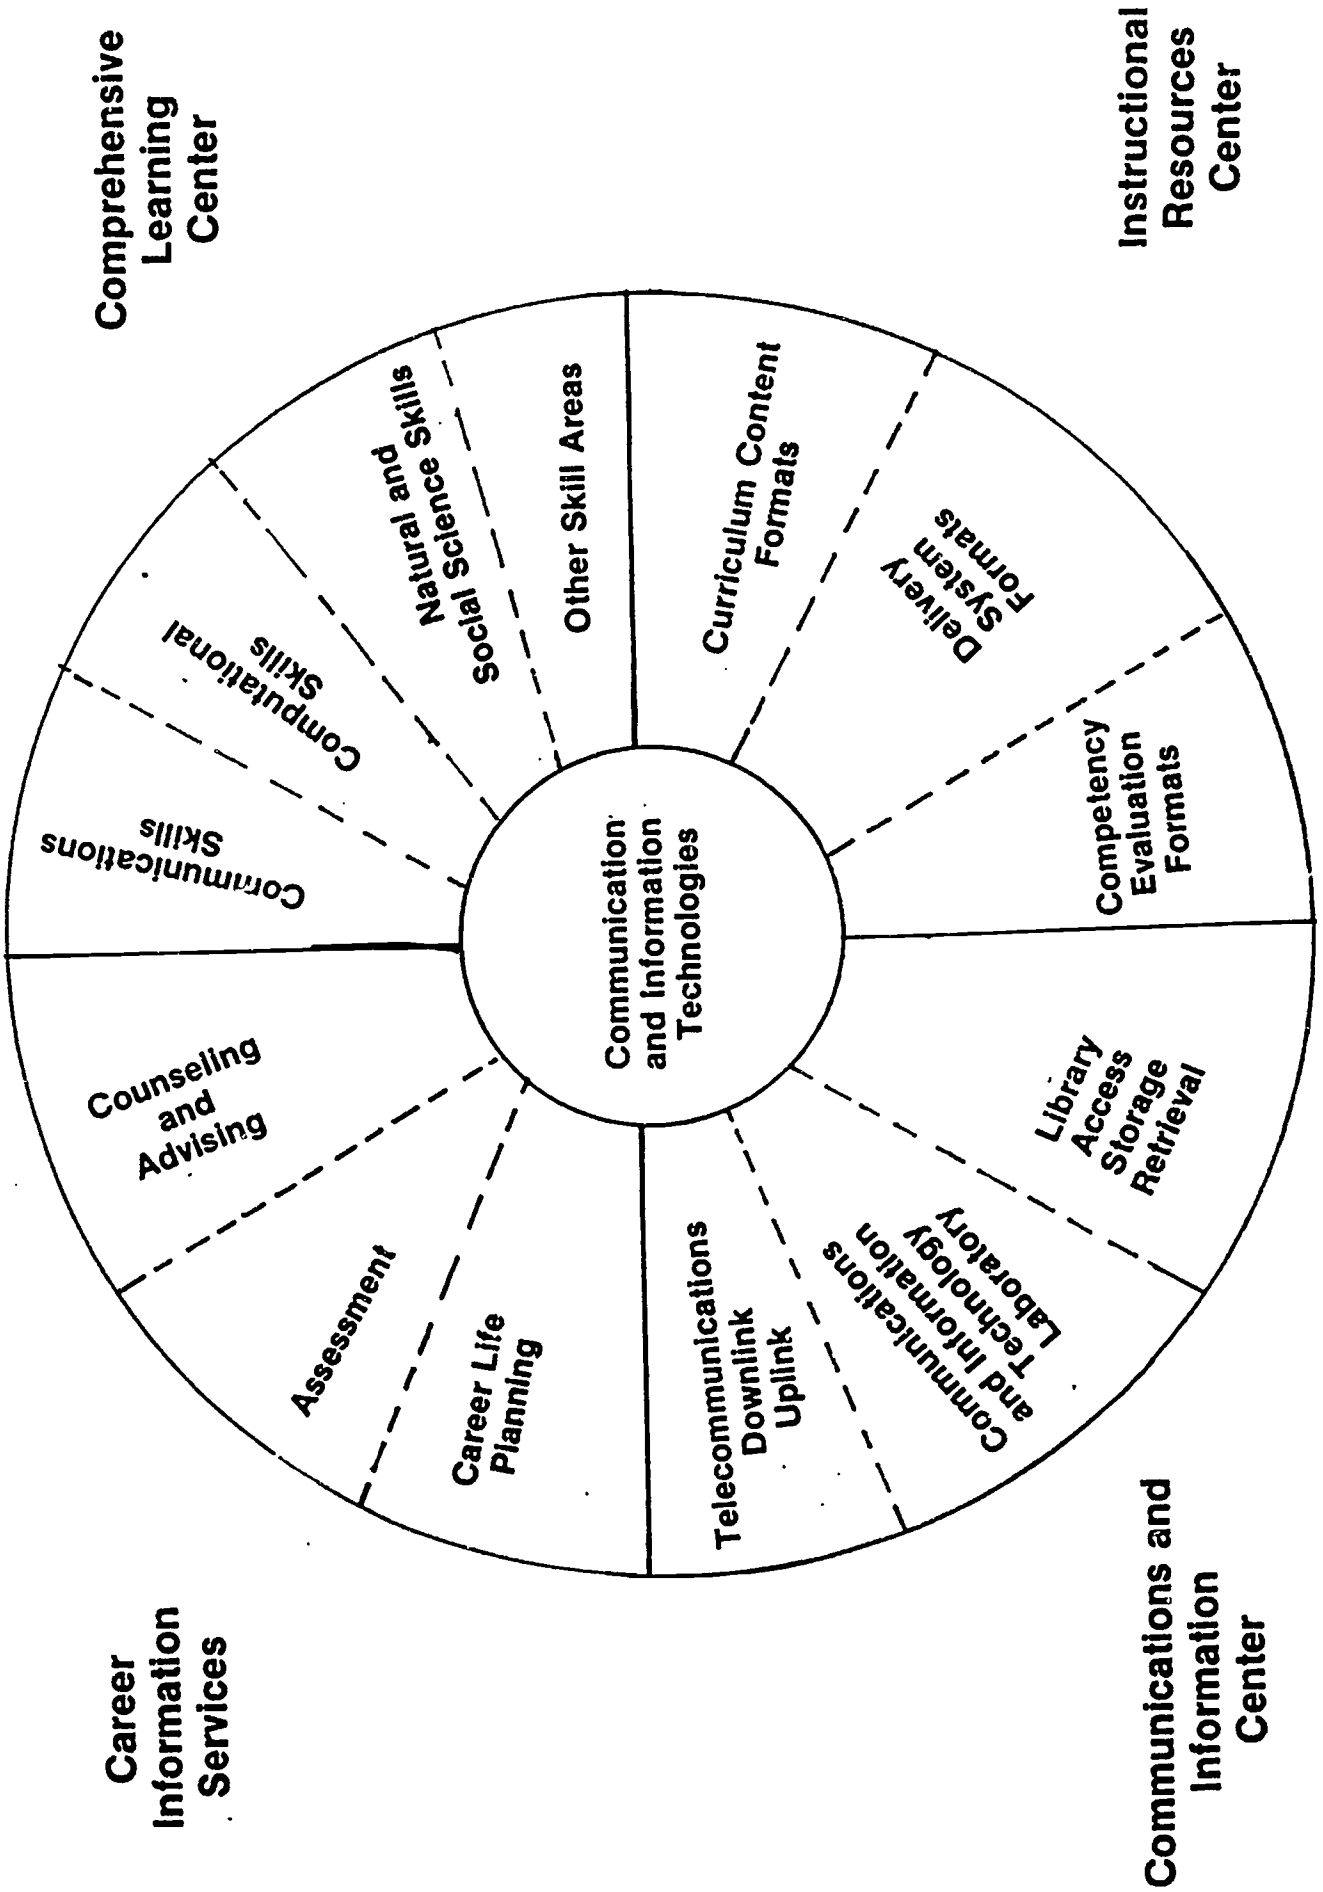 Career
Information
Services
Comprehensive
Learning
Center
Counseling
and
Advising
Assessment
Career Life
Planning
Communications
Skills
Computational
Skills
Natural and
Social Science Skills
Other Skill Areas
Communication
and Information
Technologies
Telecommunications
Downlink
Uplink
Communications
and Information
Technology
Laboratory
Library
Access
Storage
Retrieval
Curriculum Content
Formats
Delivery
System
Formats
Competency
Evaluation
Formats
Communications and
Information
Center
Instructional
Resources
Center